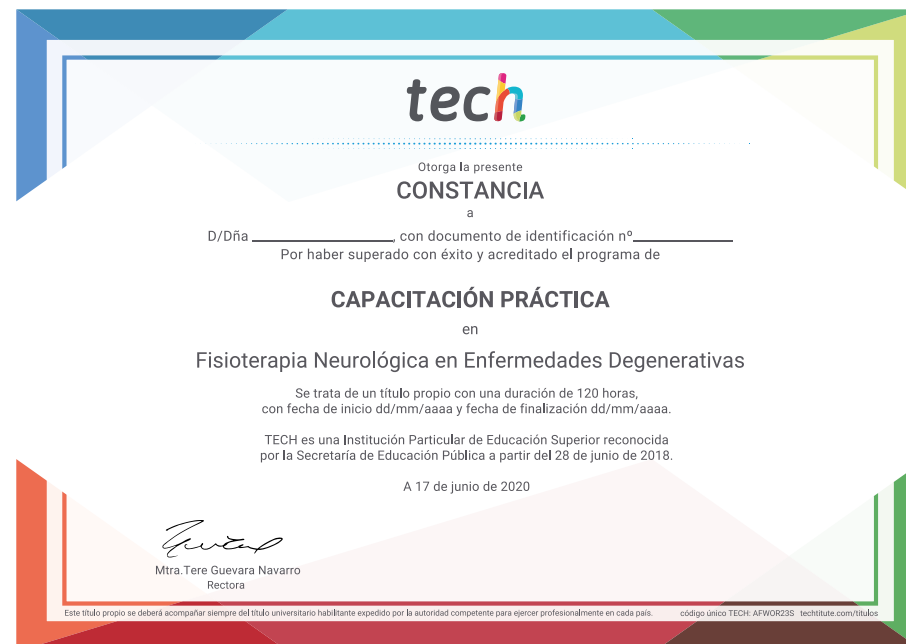 tech
Otorga la presente
CONSTANCIA
a
D/Dña ____________________, con documento de identificación nº______________
Por haber superado con éxito y acreditado el programa de
CAPACITACIÓN PRÁCTICA
en
Fisioterapia Neurológica en Enfermedades Degenerativas
Se trata de un título propio con una duración de 120 horas,
con fecha de inicio dd/mm/aaaa y fecha de finalización dd/mm/aaaa.
TECH es una Institución Particular de Educación Superior reconocida
por la Secretaría de Educación Pública a partir del 28 de junio de 2018.
A 17 de junio de 2020
Mtra.Tere Guevara Navarro
Rectora
Este título propio se deberá acompañar siempre del título universitario habilitante expedido por la autoridad competente para ejercer profesionalmente en cada país. código único TECH: AFWOR23S techtitute.com/títulos